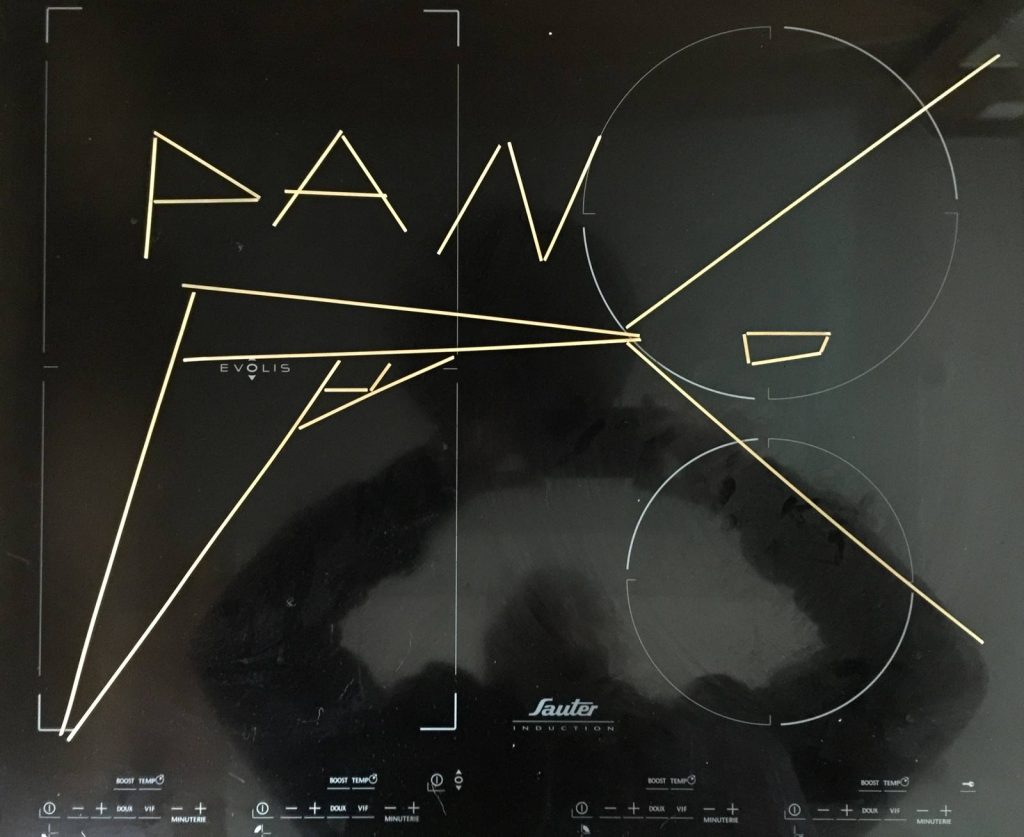 PAN
EVOLIS
Sauter
INDUCTION
BOOST TEMP BOOST TEMP BOOST TEMP BOOST TEMP
− + DOUX VIF − + − + DOUX VIF − + − + DOUX VIF − + − + DOUX VIF − +
MINUTERIE MINUTERIE MINUTERIE MINUTERIE